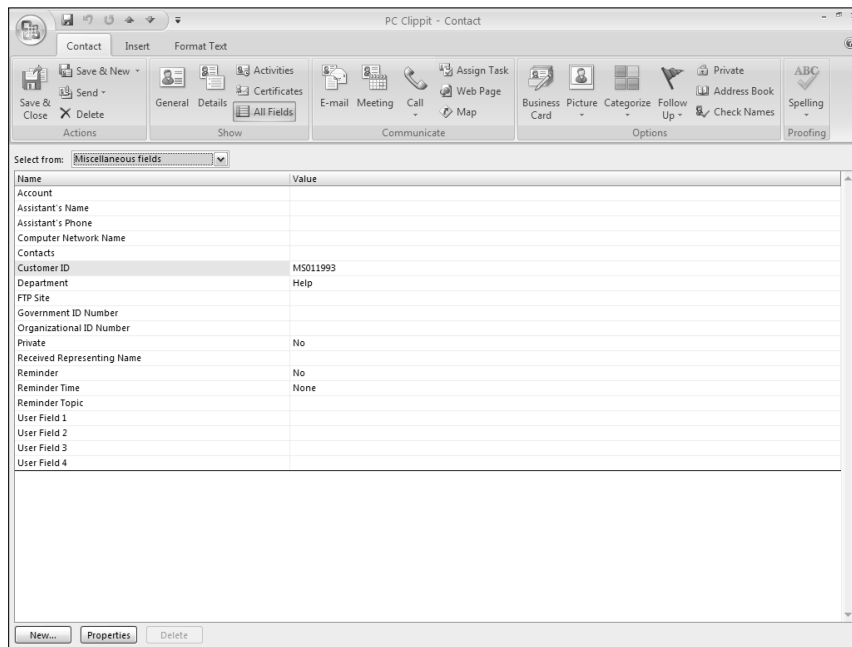 PC Clippit - Contact
Contact Insert Format Text
Save & Close
Save & New
Send
Delete
Actions
General
Details
Activities
Certificates
All Fields
Show
E-mail
Meeting
Call
Assign Task
Web Page
Map
Communicate
Business Card
Picture
Categorize
Follow Up
Private
Address Book
Check Names
Options
ABC
Spelling
Proofing
Select from: Miscellaneous fields
Name Value
Account
Assistant's Name
Assistant's Phone
Computer Network Name
Contacts
Customer ID MS011993
Department Help
FTP Site
Government ID Number
Organizational ID Number
Private No
Received Representing Name
Reminder No
Reminder Time None
Reminder Topic
User Field 1
User Field 2
User Field 3
User Field 4
New... Properties Delete